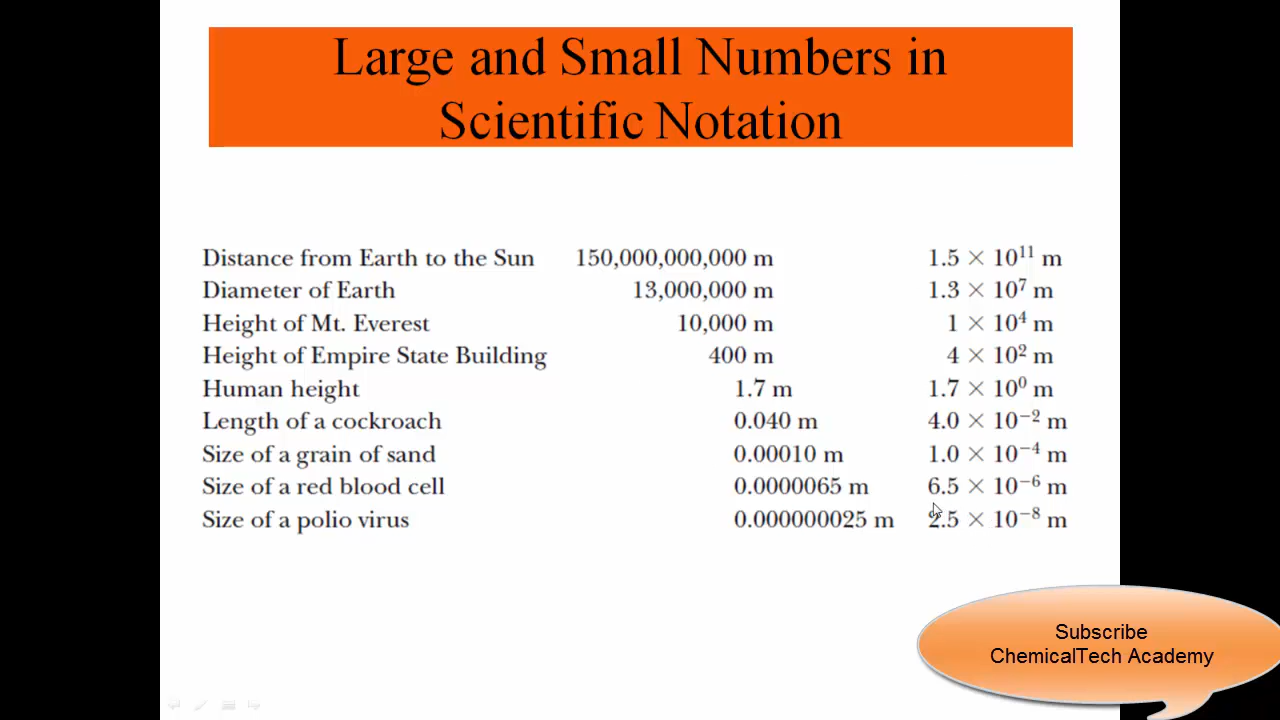 Large and Small Numbers in
Scientific Notation
Distance from Earth to the Sun 150,000,000,000 m 1.5 × 10¹¹ m
Diameter of Earth 13,000,000 m 1.3 × 10⁷ m
Height of Mt. Everest 10,000 m 1 × 10⁴ m
Height of Empire State Building 400 m 4 × 10² m
Human height 1.7 m 1.7 × 10⁰ m
Length of a cockroach 0.040 m 4.0 × 10⁻² m
Size of a grain of sand 0.00010 m 1.0 × 10⁻⁴ m
Size of a red blood cell 0.0000065 m 6.5 × 10⁻⁶ m
Size of a polio virus 0.000000025 m 2.5 × 10⁻⁸ m
Subscribe
ChemicalTech Academy